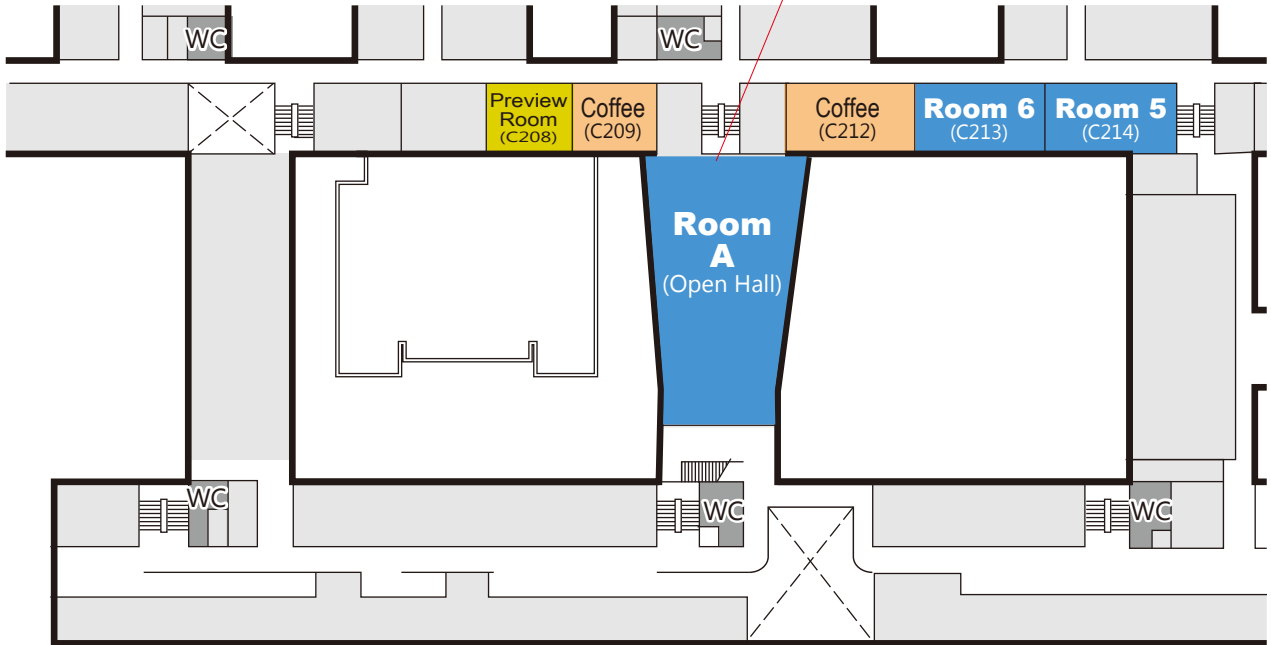 WC
WC
Preview
Room
(C208)
Coffee
(C209)
Coffee
(C212)
Room 6
(C213)
Room 5
(C214)
Room
A
(Open Hall)
WC
WC
WC